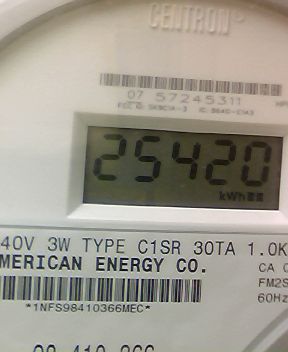 CENTRON®
07 57245311
25420
kWh
40V 3W TYPE C1SR 30TA 1.0K
MERICAN ENERGY CO.
CA 0
FM2S
60Hz
*1NFS98410366MEC*